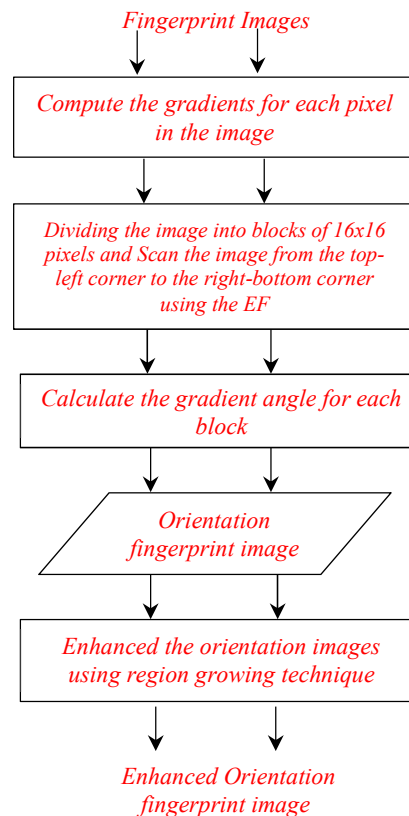 Fingerprint Images
Compute the gradients for each pixel
in the image
Dividing the image into blocks of 16x16
pixels and Scan the image from the top-
left corner to the right-bottom corner
using the EF
Calculate the gradient angle for each
block
Orientation
fingerprint image
Enhanced the orientation images
using region growing technique
Enhanced Orientation
fingerprint image